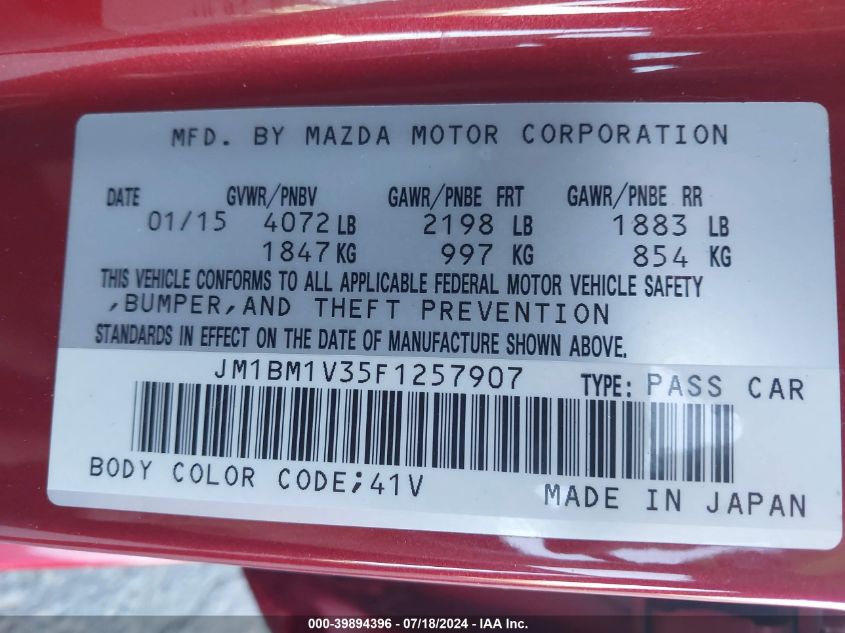 MFD. BY MAZDA MOTOR CORPORATION
DATE GVWR/PNBV GAWR/PNBE FRT GAWR/PNBE RR
01/15 4072 LB 2198 LB 1883 LB
1847 KG 997 KG 854 KG
THIS VEHICLE CONFORMS TO ALL APPLICABLE FEDERAL MOTOR VEHICLE SAFETY
,BUMPER,AND THEFT PREVENTION
STANDARDS IN EFFECT ON THE DATE OF MANUFACTURE SHOWN ABOVE.
JM1BM1V35F1257907 TYPE: PASS CAR
BODY COLOR CODE;41V MADE IN JAPAN
000-39894396 - 07/18/2024 - IAA Inc.